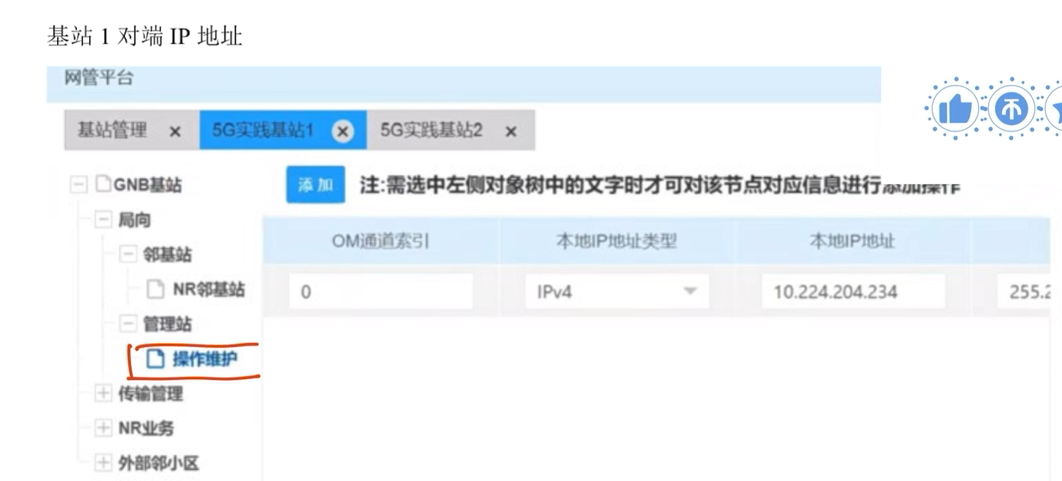 基站 1 对端 IP 地址
网管平台
基站管理 × 5G实践基站1 × 5G实践基站2 ×
GNB基站
局向
邻基站
NR邻基站
管理站
操作维护
传输管理
NR业务
外部邻小区
添加 注:需选中左侧对象树中的文字时才可对该节点对应信息进行添加操作
OM通道索引 本地IP地址类型 本地IP地址
0 IPv4 10.224.204.234 255.2